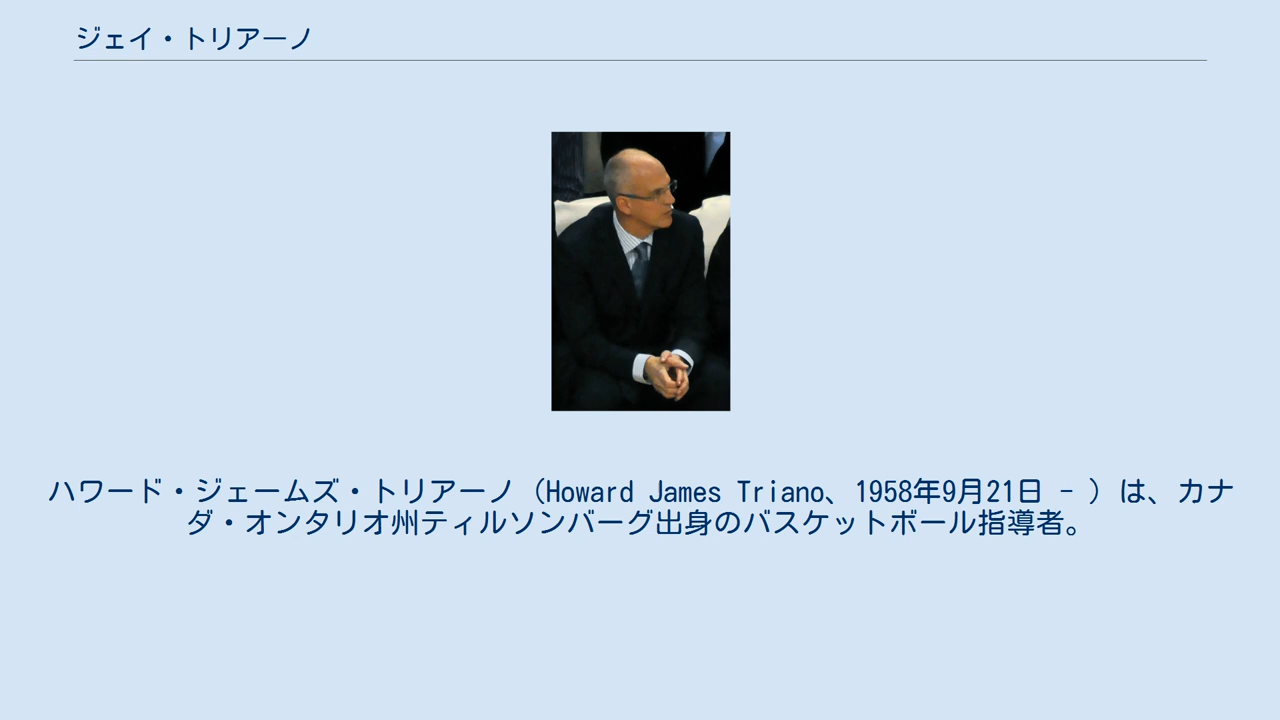 ジェイ・トリアーノ
ハワード・ジェームズ・トリアーノ（Howard James Triano、1958年9月21日 - ）は、カナ
ダ・オンタリオ州ティルソンバーグ出身のバスケットボール指導者。